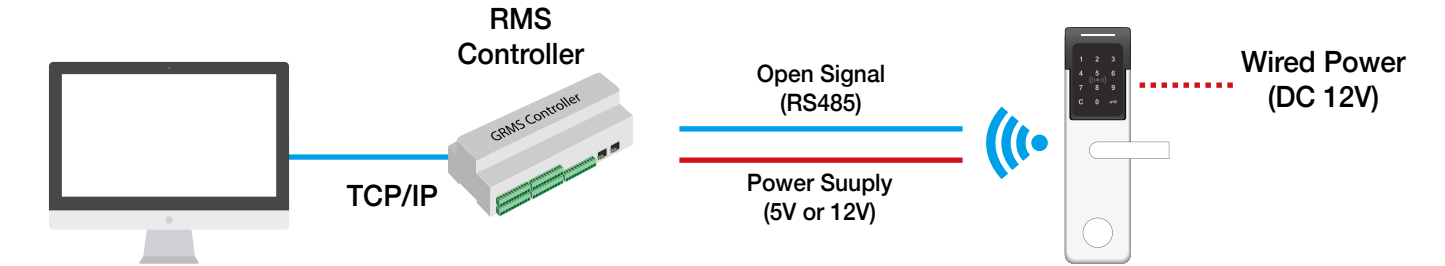 RMS
Controller
GRMS Controller
TCP/IP
Open Signal
(RS485)
Power Suuply
(5V or 12V)
1 2 3
4 5 6
7 8 9
C 0
Wired Power
(DC 12V)